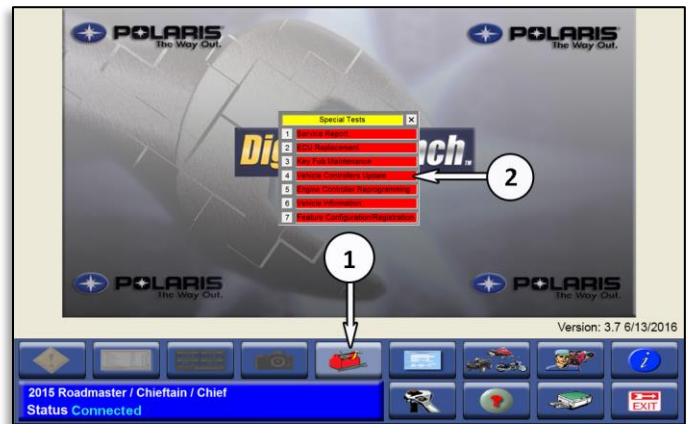 POLARIS
The Way Out.
POLARIS
The Way Out.
Special Tests X
1 Service Report
2 ECU Replacement
3 Key Fob Maintenance
4 Vehicle Controllers Update
5 Engine Controller Reprogramming
6 Vehicle Information
7 Feature Configuration/Registration
Di
nch
2
1
POLARIS
The Way Out.
POLARIS
The Way Out.
Version: 3.7 6/13/2016
i
2015 Roadmaster / Chieftain / Chief
Status Connected
?
EXIT